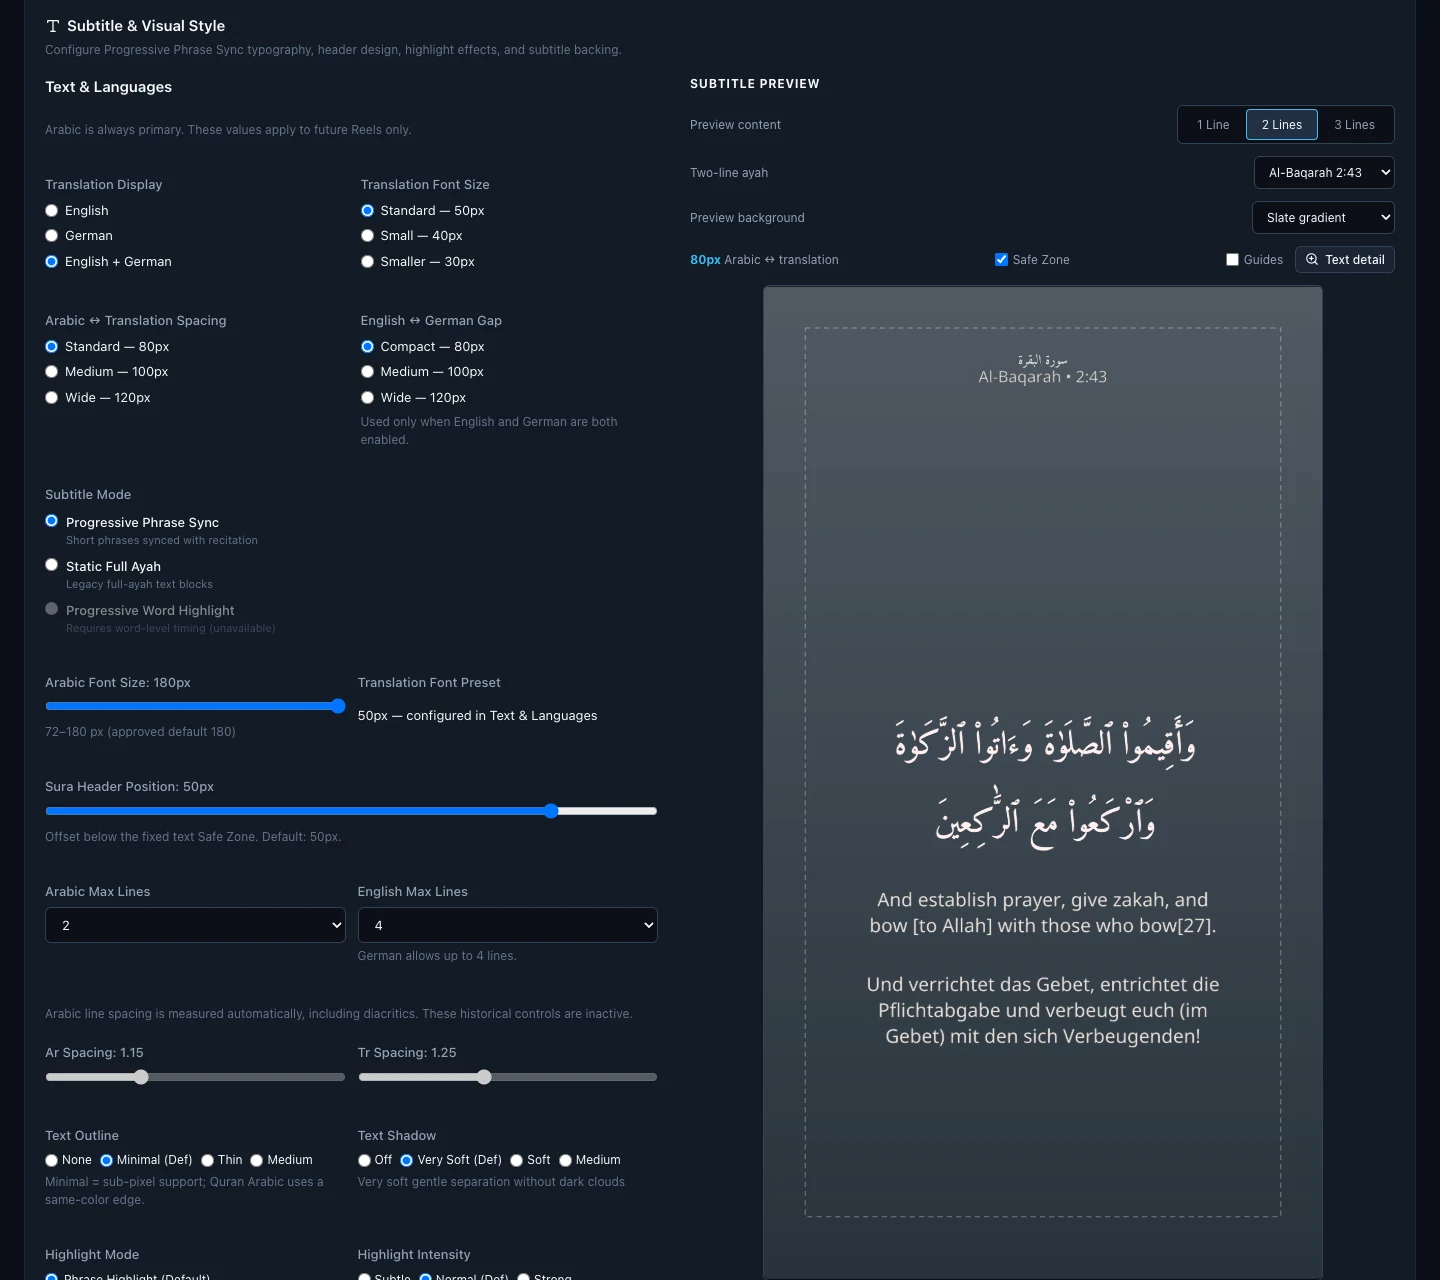 Subtitle & Visual Style
Configure Progressive Phrase Sync typography, header design, highlight effects, and subtitle backing.
Text & Languages
Arabic is always primary. These values apply to future Reels only.
Translation Display
English
German
English + German
Translation Font Size
Standard — 50px
Small — 40px
Smaller — 30px
Arabic ↔ Translation Spacing
Standard — 80px
Medium — 100px
Wide — 120px
English ↔ German Gap
Compact — 80px
Medium — 100px
Wide — 120px
Used only when English and German are both
enabled.
Subtitle Mode
Progressive Phrase Sync
Short phrases synced with recitation
Static Full Ayah
Legacy full-ayah text blocks
Progressive Word Highlight
Requires word-level timing (unavailable)
Arabic Font Size: 180px
72–180 px (approved default 180)
Translation Font Preset
50px — configured in Text & Languages
Sura Header Position: 50px
Offset below the fixed text Safe Zone. Default: 50px.
Arabic Max Lines
2
English Max Lines
4
German allows up to 4 lines.
Arabic line spacing is measured automatically, including diacritics. These historical controls are inactive.
Ar Spacing: 1.15
Tr Spacing: 1.25
Text Outline
None Minimal (Def) Thin Medium
Minimal = sub-pixel support; Quran Arabic uses a
same-color edge.
Text Shadow
Off Very Soft (Def) Soft Medium
Very soft gentle separation without dark clouds
Highlight Mode
Phrase Highlight (Default)
Highlight Intensity
Subtle Normal (Def) Strong
SUBTITLE PREVIEW
Preview content
1 Line 2 Lines 3 Lines
Two-line ayah
Al-Baqarah 2:43
Preview background
Slate gradient
80px Arabic ↔ translation
Safe Zone
Guides
Text detail
سورة البقرة
Al-Baqarah • 2:43
وَأَقِيمُوا۟ ٱلصَّلَوٰةَ وَءَاتُوا۟ ٱلزَّكَوٰةَ
وَٱرْكَعُوا۟ مَعَ ٱلرَّٰكِعِينَ
And establish prayer, give zakah, and
bow [to Allah] with those who bow[27].
Und verrichtet das Gebet, entrichtet die
Pflichtabgabe und verbeugt euch (im
Gebet) mit den sich Verbeugenden!